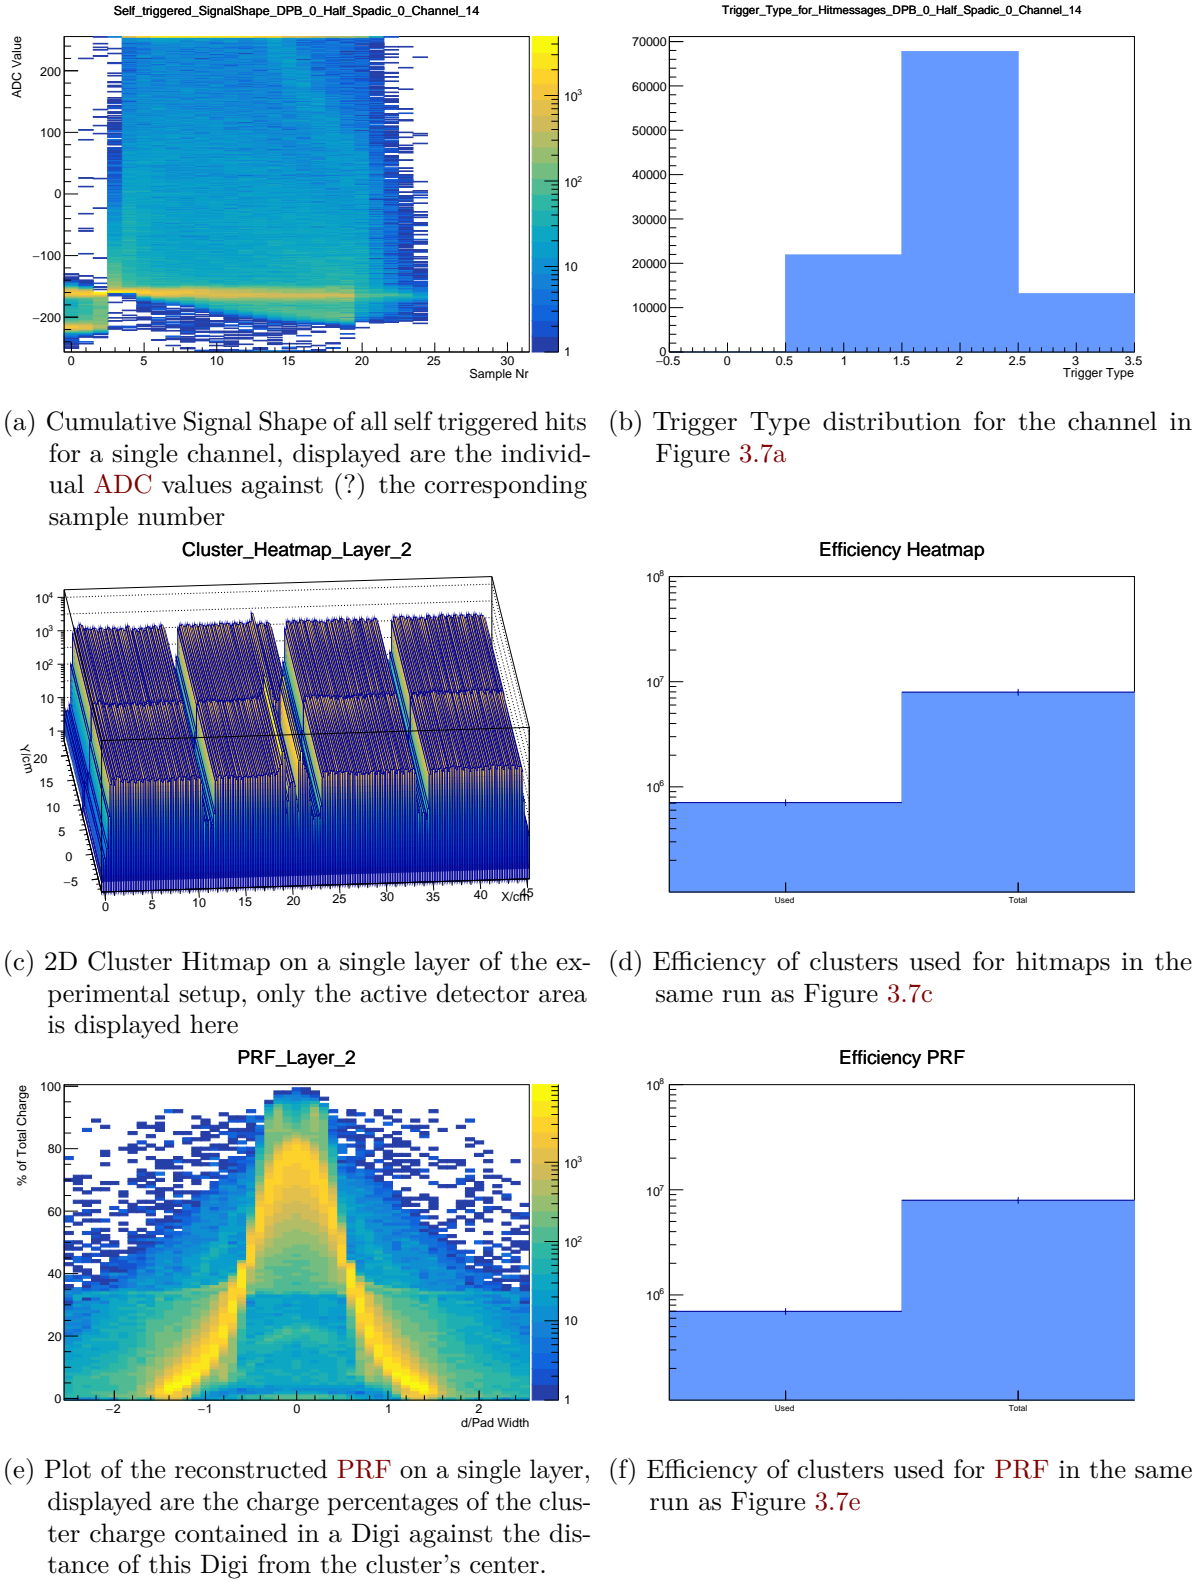 Self_triggered_SignalShape_DPB_0_Half_Spadic_0_Channel_14
ADC Value
200
100
0
−100
−200
0 5 10 15 20 25 30
Sample Nr
10³
10²
10
1
Trigger_Type_for_Hitmessages_DPB_0_Half_Spadic_0_Channel_14
70000
60000
50000
40000
30000
20000
10000
0
−0.5 0 0.5 1 1.5 2 2.5 3 3.5
Trigger Type
(a) Cumulative Signal Shape of all self triggered hits
for a single channel, displayed are the individ-
ual ADC values against (?) the corresponding
sample number
(b) Trigger Type distribution for the channel in
Figure 3.7a
Cluster_Heatmap_Layer_2
10⁴
10³
10²
10
1
Y/cm
20
15
10
5
0
−5
0 5 10 15 20 25 30 35 40 45
X/cm
Efficiency Heatmap
10⁸
10⁷
10⁶
Used Total
(c) 2D Cluster Hitmap on a single layer of the ex-
perimental setup, only the active detector area
is displayed here
(d) Efficiency of clusters used for hitmaps in the
same run as Figure 3.7c
PRF_Layer_2
% of Total Charge
100
80
60
40
20
0
−2 −1 0 1 2
d/Pad Width
10³
10²
10
1
Efficiency PRF
10⁸
10⁷
10⁶
Used Total
(e) Plot of the reconstructed PRF on a single layer,
displayed are the charge percentages of the clus-
ter charge contained in a Digi against the dis-
tance of this Digi from the cluster's center.
(f) Efficiency of clusters used for PRF in the same
run as Figure 3.7e